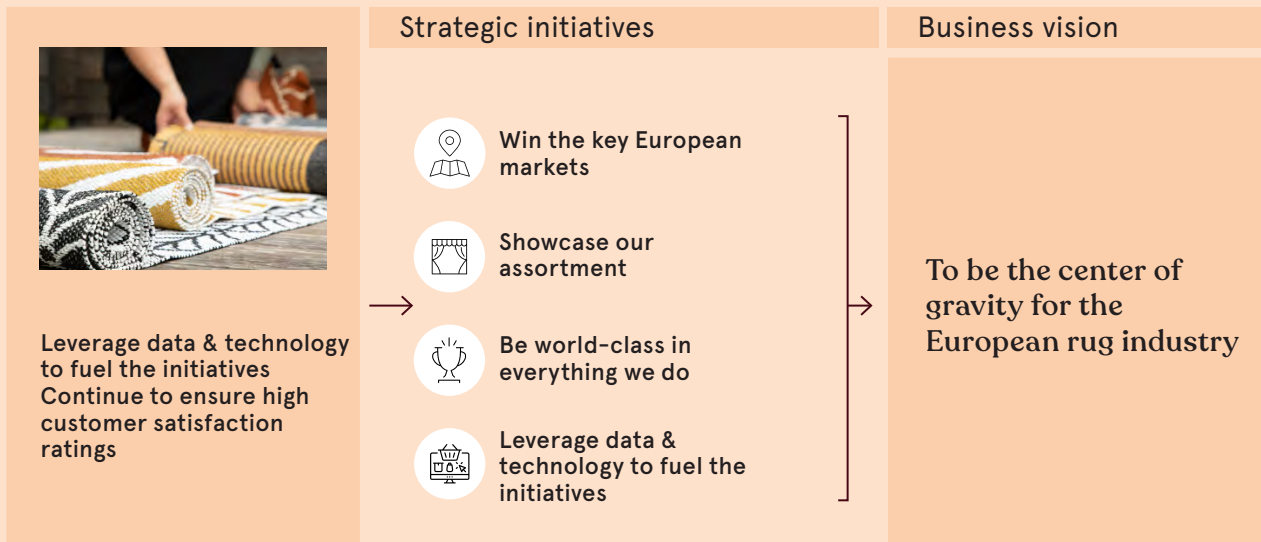 Leverage data & technology
to fuel the initiatives
Continue to ensure high
customer satisfaction
ratings
Strategic initiatives
Win the key European
markets
Showcase our
assortment
Be world-class in
everything we do
Leverage data &
technology to fuel the
initiatives
Business vision
To be the center of
gravity for the
European rug industry